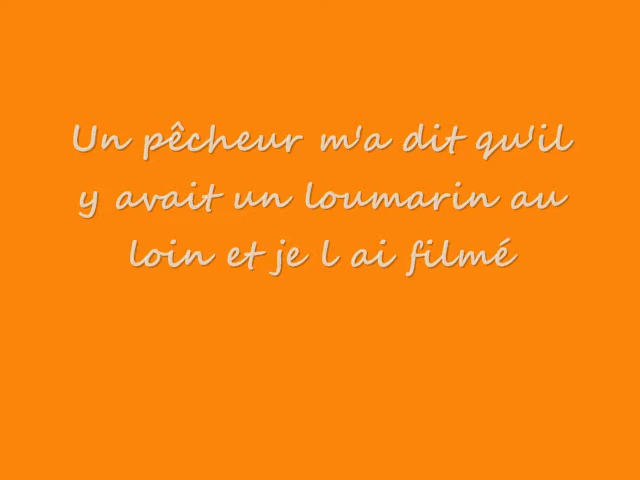 Un pêcheur m'a dit qu'il
y avait un loumarin au
loin et je l ai filmé